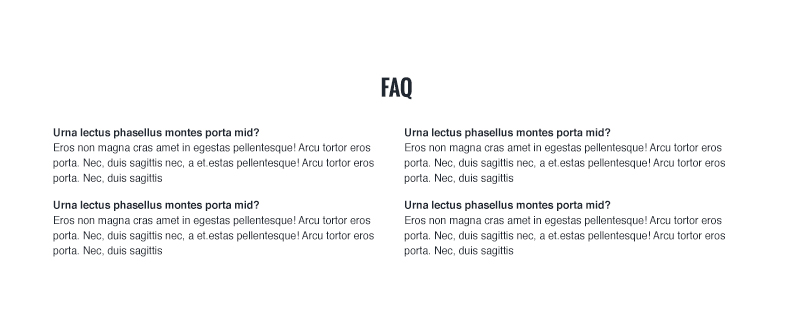 FAQ
Urna lectus phasellus montes porta mid?
Eros non magna cras amet in egestas pellentesque! Arcu tortor eros
porta. Nec, duis sagittis nec, a et.estas pellentesque! Arcu tortor eros
porta. Nec, duis sagittis
Urna lectus phasellus montes porta mid?
Eros non magna cras amet in egestas pellentesque! Arcu tortor eros
porta. Nec, duis sagittis nec, a et.estas pellentesque! Arcu tortor eros
porta. Nec, duis sagittis
Urna lectus phasellus montes porta mid?
Eros non magna cras amet in egestas pellentesque! Arcu tortor eros
porta. Nec, duis sagittis nec, a et.estas pellentesque! Arcu tortor eros
porta. Nec, duis sagittis
Urna lectus phasellus montes porta mid?
Eros non magna cras amet in egestas pellentesque! Arcu tortor eros
porta. Nec, duis sagittis nec, a et.estas pellentesque! Arcu tortor eros
porta. Nec, duis sagittis